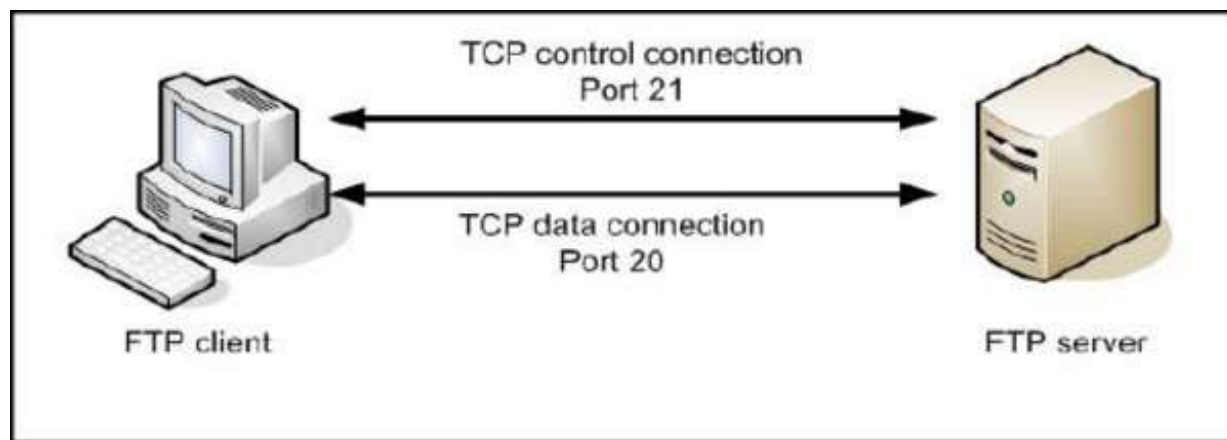 TCP control connection
Port 21
TCP data connection
Port 20
FTP client
FTP server